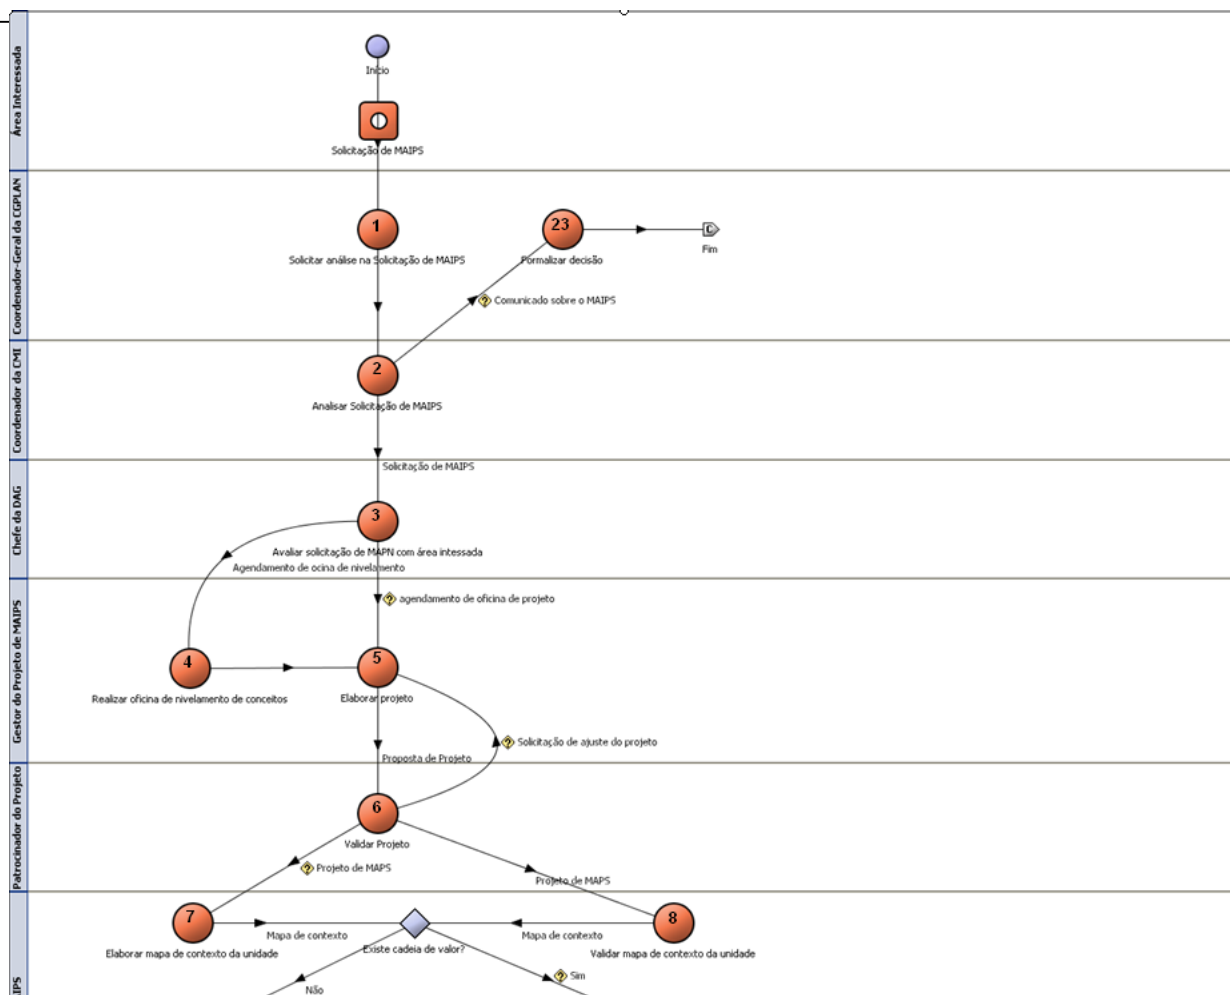 Área Interessada
Início
Solicitação de MAIPS
Coordenador-Geral da CGPLAN
1
Solicitar análise na Solicitação de MAIPS
23
Formalizar decisão
C
Fim
? Comunicado sobre o MAIPS
Coordenador da CMI
2
Analisar Solicitação de MAIPS
Solicitação de MAIPS
Chefe da DAG
3
Avaliar solicitação de MAPN com área intessada
Agendamento de ocina de nivelamento
Gestor do Projeto de MAIPS
? agendamento de oficina de projeto
4
Realizar oficina de nivelamento de conceitos
5
Elaborar projeto
? Solicitação de ajuste do projeto
Proposta de Projeto
Patrocinador do Projeto
6
Validar Projeto
? Projeto de MAPS
Projeto de MAPS
IPS
7
Elaborar mapa de contexto da unidade
Mapa de contexto
Existe cadeia de valor?
Mapa de contexto
8
Validar mapa de contexto da unidade
Não
? Sim